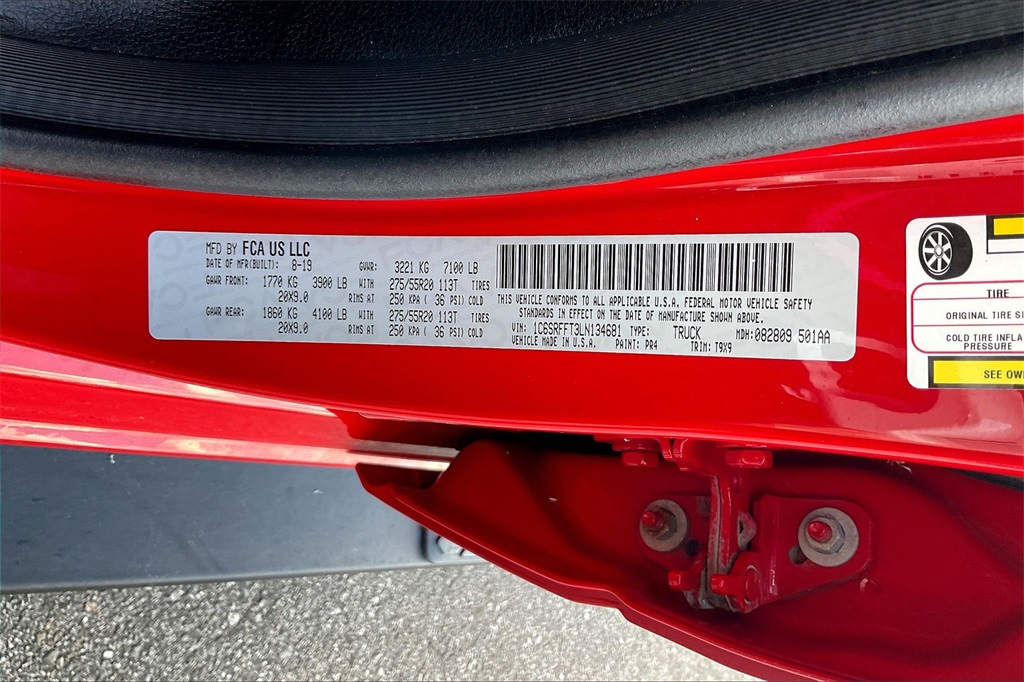 MFD BY FCA US LLC
DATE OF MFR(BUILT): 8-19 GVWR: 3221 KG 7100 LB
GAWR FRONT: 1770 KG 3900 LB WITH 275/55R20 113T TIRES
20X9.0 RIMS AT 250 KPA ( 36 PSI) COLD
GAWR REAR: 1860 KG 4100 LB WITH 275/55R20 113T TIRES
20X9.0 RIMS AT 250 KPA ( 36 PSI) COLD
THIS VEHICLE CONFORMS TO ALL APPLICABLE U.S.A. FEDERAL MOTOR VEHICLE SAFETY
STANDARDS IN EFFECT ON THE DATE OF MANUFACTURE SHOWN ABOVE.
VIN: 1C6SRFFT3LN134681 TYPE: TRUCK MDH: 082809 501AA
VEHICLE MADE IN U.S.A. PAINT: PR4 TRIM: T9X9
TIRE
ORIGINAL TIRE
COLD TIRE
PRESSURE
SEE